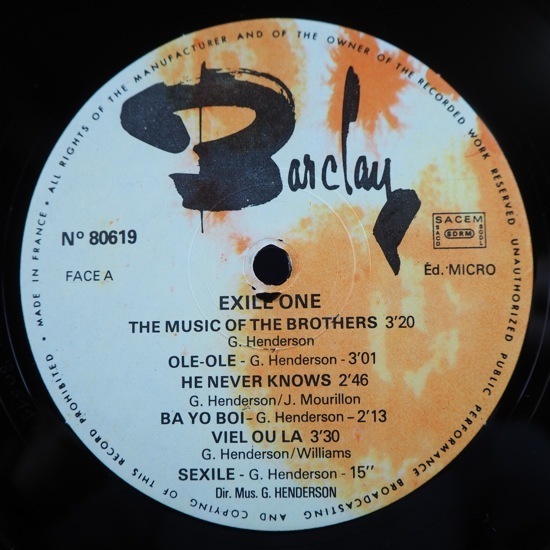 MADE IN FRANCE • ALL RIGHTS OF THE MANUFACTURER AND OF THE OWNER OF THE RECORDED WORK RESERVED UNAUTHORIZED PUBLIC PERFORMANCE BROADCASTING AND COPYING OF THIS RECORD PROHIBITED •
Barclay
Nº 80619
SACEM
SACD SDRM SGDL
FACE A
Éd. MICRO
EXILE ONE
THE MUSIC OF THE BROTHERS 3'20
G. Henderson
OLE-OLE - G. Henderson - 3'01
HE NEVER KNOWS 2'46
G. Henderson/J. Mourillon
BA YO BOI - G. Henderson - 2'13
VIEL OU LA 3'30
G. Henderson/Williams
SEXILE - G. Henderson - 15''
Dir. Mus. G. HENDERSON